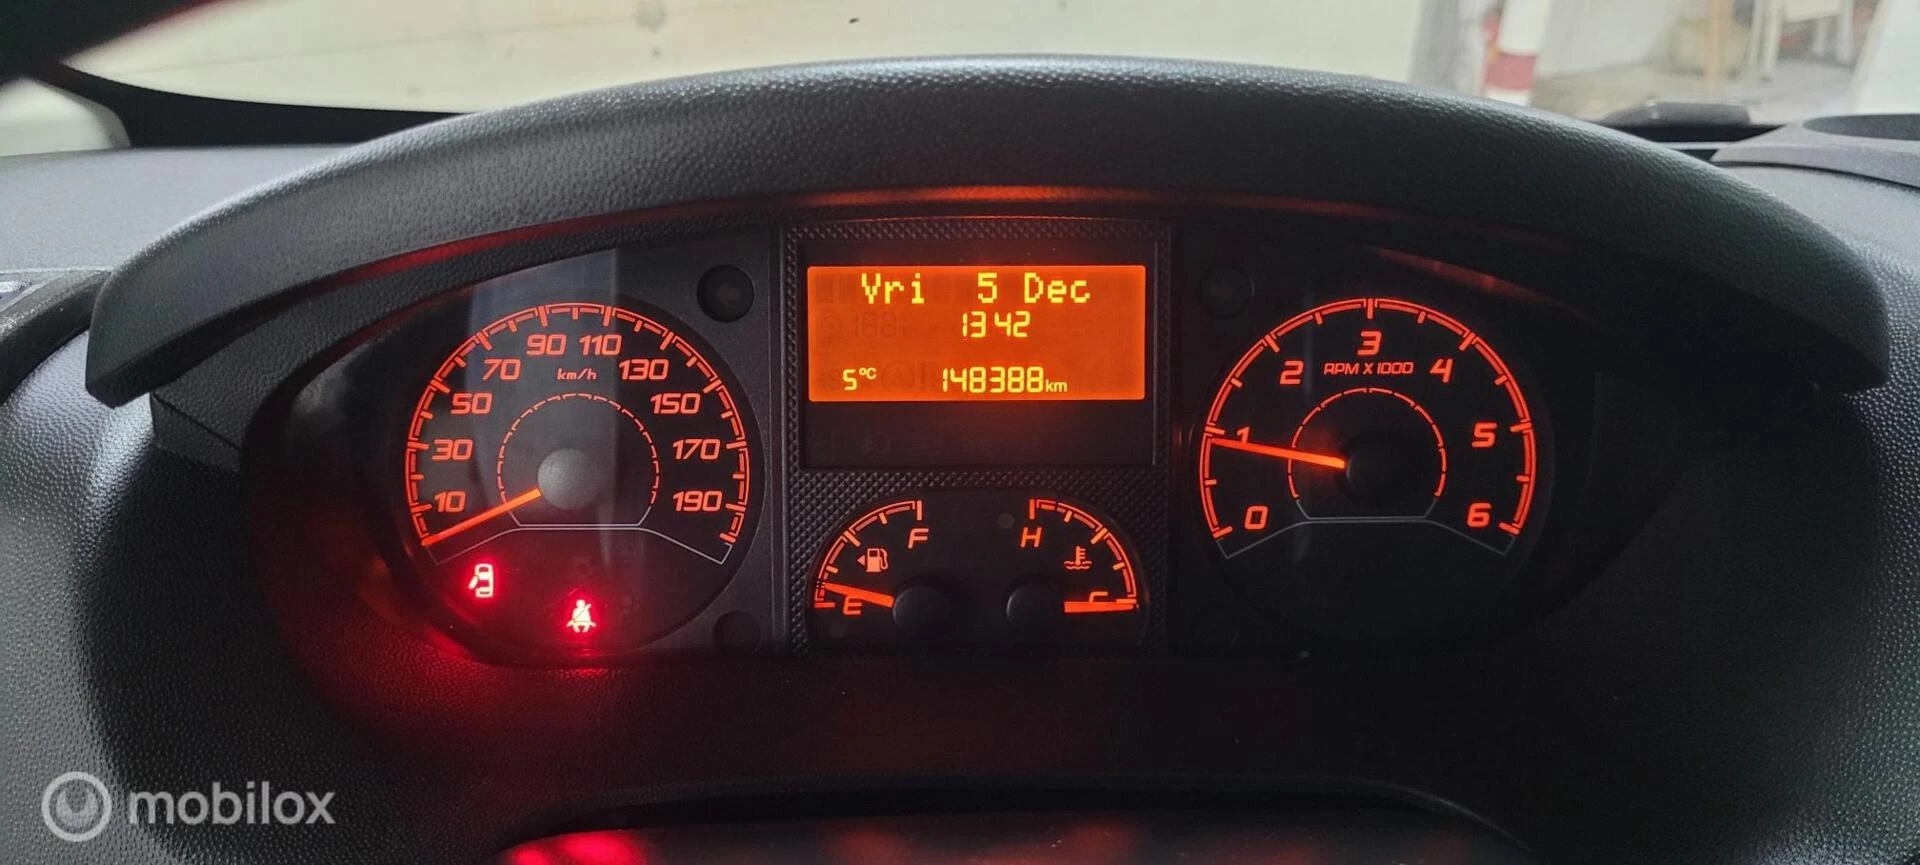 Vri 5 Dec
13 42
5°C 148388km
90 110
70 km/h 130
50 150
30 170
10 190
3
2 RPM X1000 4
1 5
0 6
F H
E C
mobilox